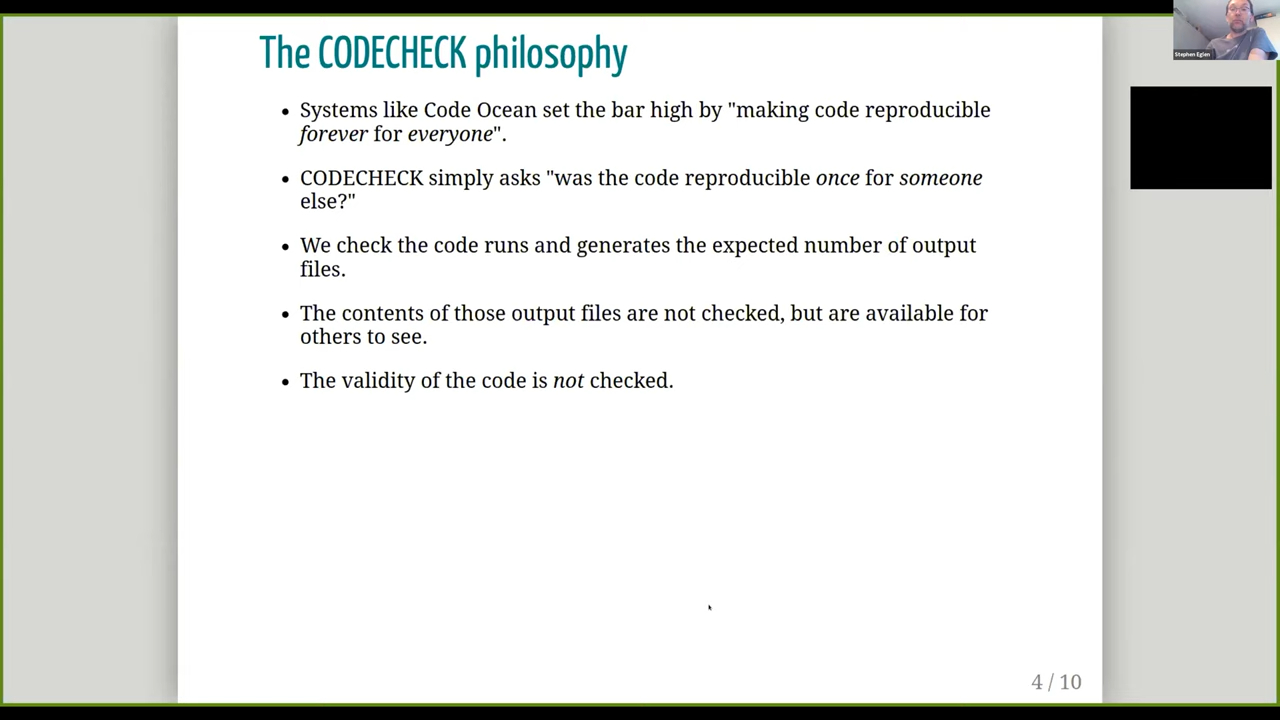 The CODECHECK philosophy
Systems like Code Ocean set the bar high by "making code reproducible
forever for everyone".
CODECHECK simply asks "was the code reproducible once for someone
else?"
We check the code runs and generates the expected number of output
files.
The contents of those output files are not checked, but are available for
others to see.
The validity of the code is not checked.
4 / 10
Stephen Eglen